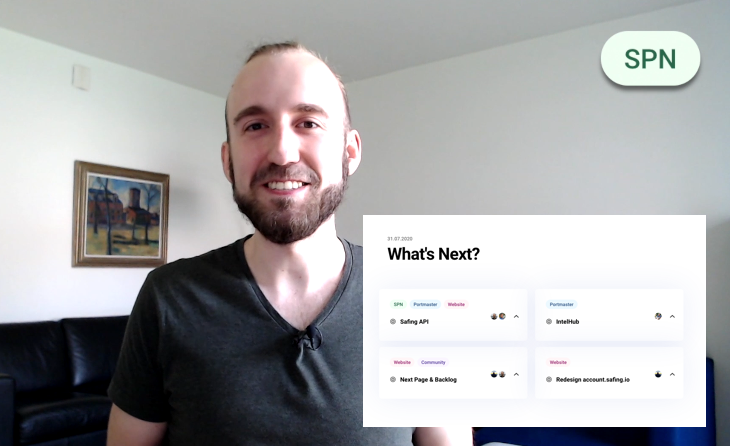 SPN
31.07.2020
What's Next?
SPN Portmaster Website
Safing API
Portmaster
IntelHub
Website Community
Next Page & Backlog
Website
Redesign account.safing.io